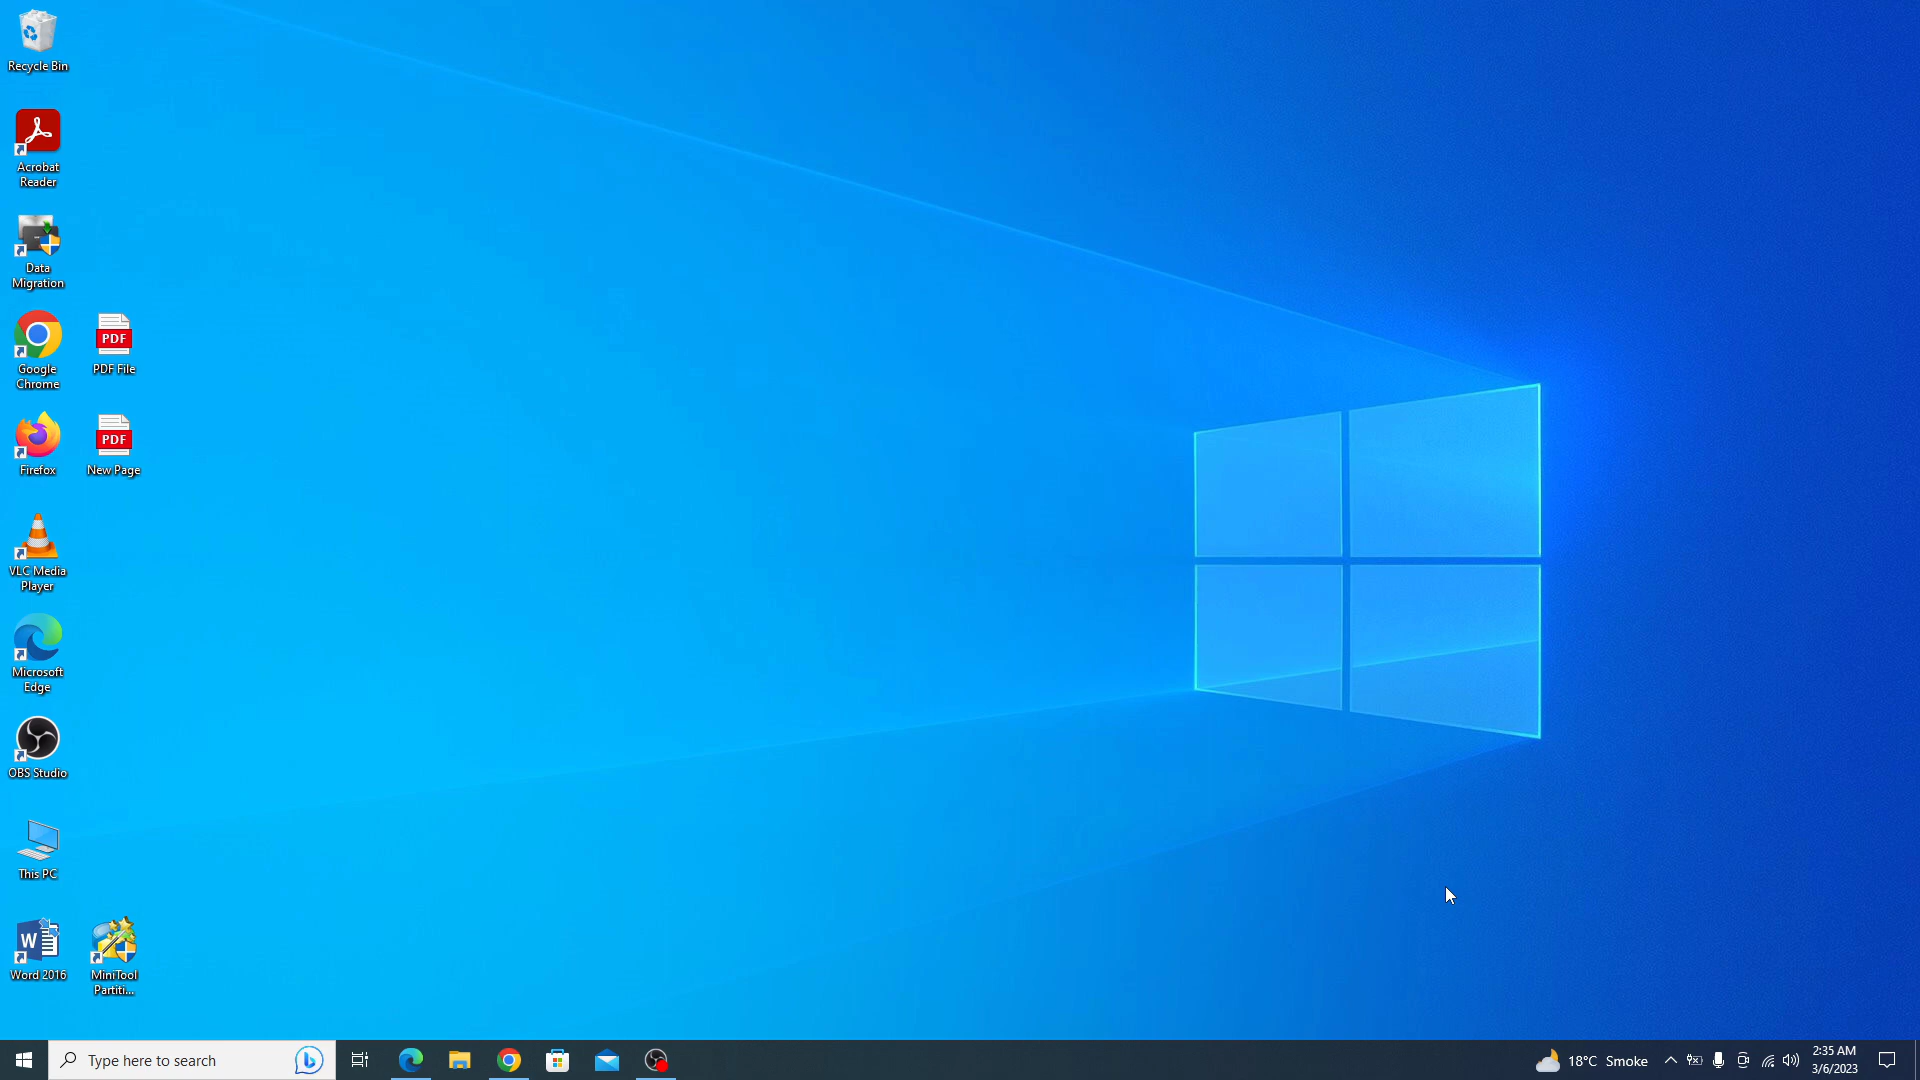 Recycle Bin
Acrobat
Reader
Data
Migration
Google
Chrome
PDF
PDF File
Firefox
PDF
New Page
VLC Media
Player
Microsoft
Edge
OBS Studio
This PC
W
Word 2016
MiniTool
Partiti...
Type here to search
18°C Smoke
2:35 AM
3/6/2023